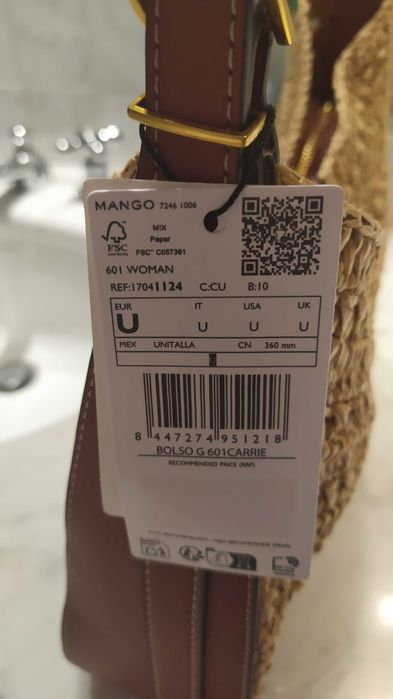 MANGO 7246 1006
FSC
MIX
Paper
FSC® C057361
601 WOMAN
REF:17041124 C:CU B:10
EUR IT USA UK
U U U U
MEX UNITALLA CN 360 mm
U
8 447274 951218
BOLSO G 601CARRIE
RECOMMENDED PRICE (RRP)